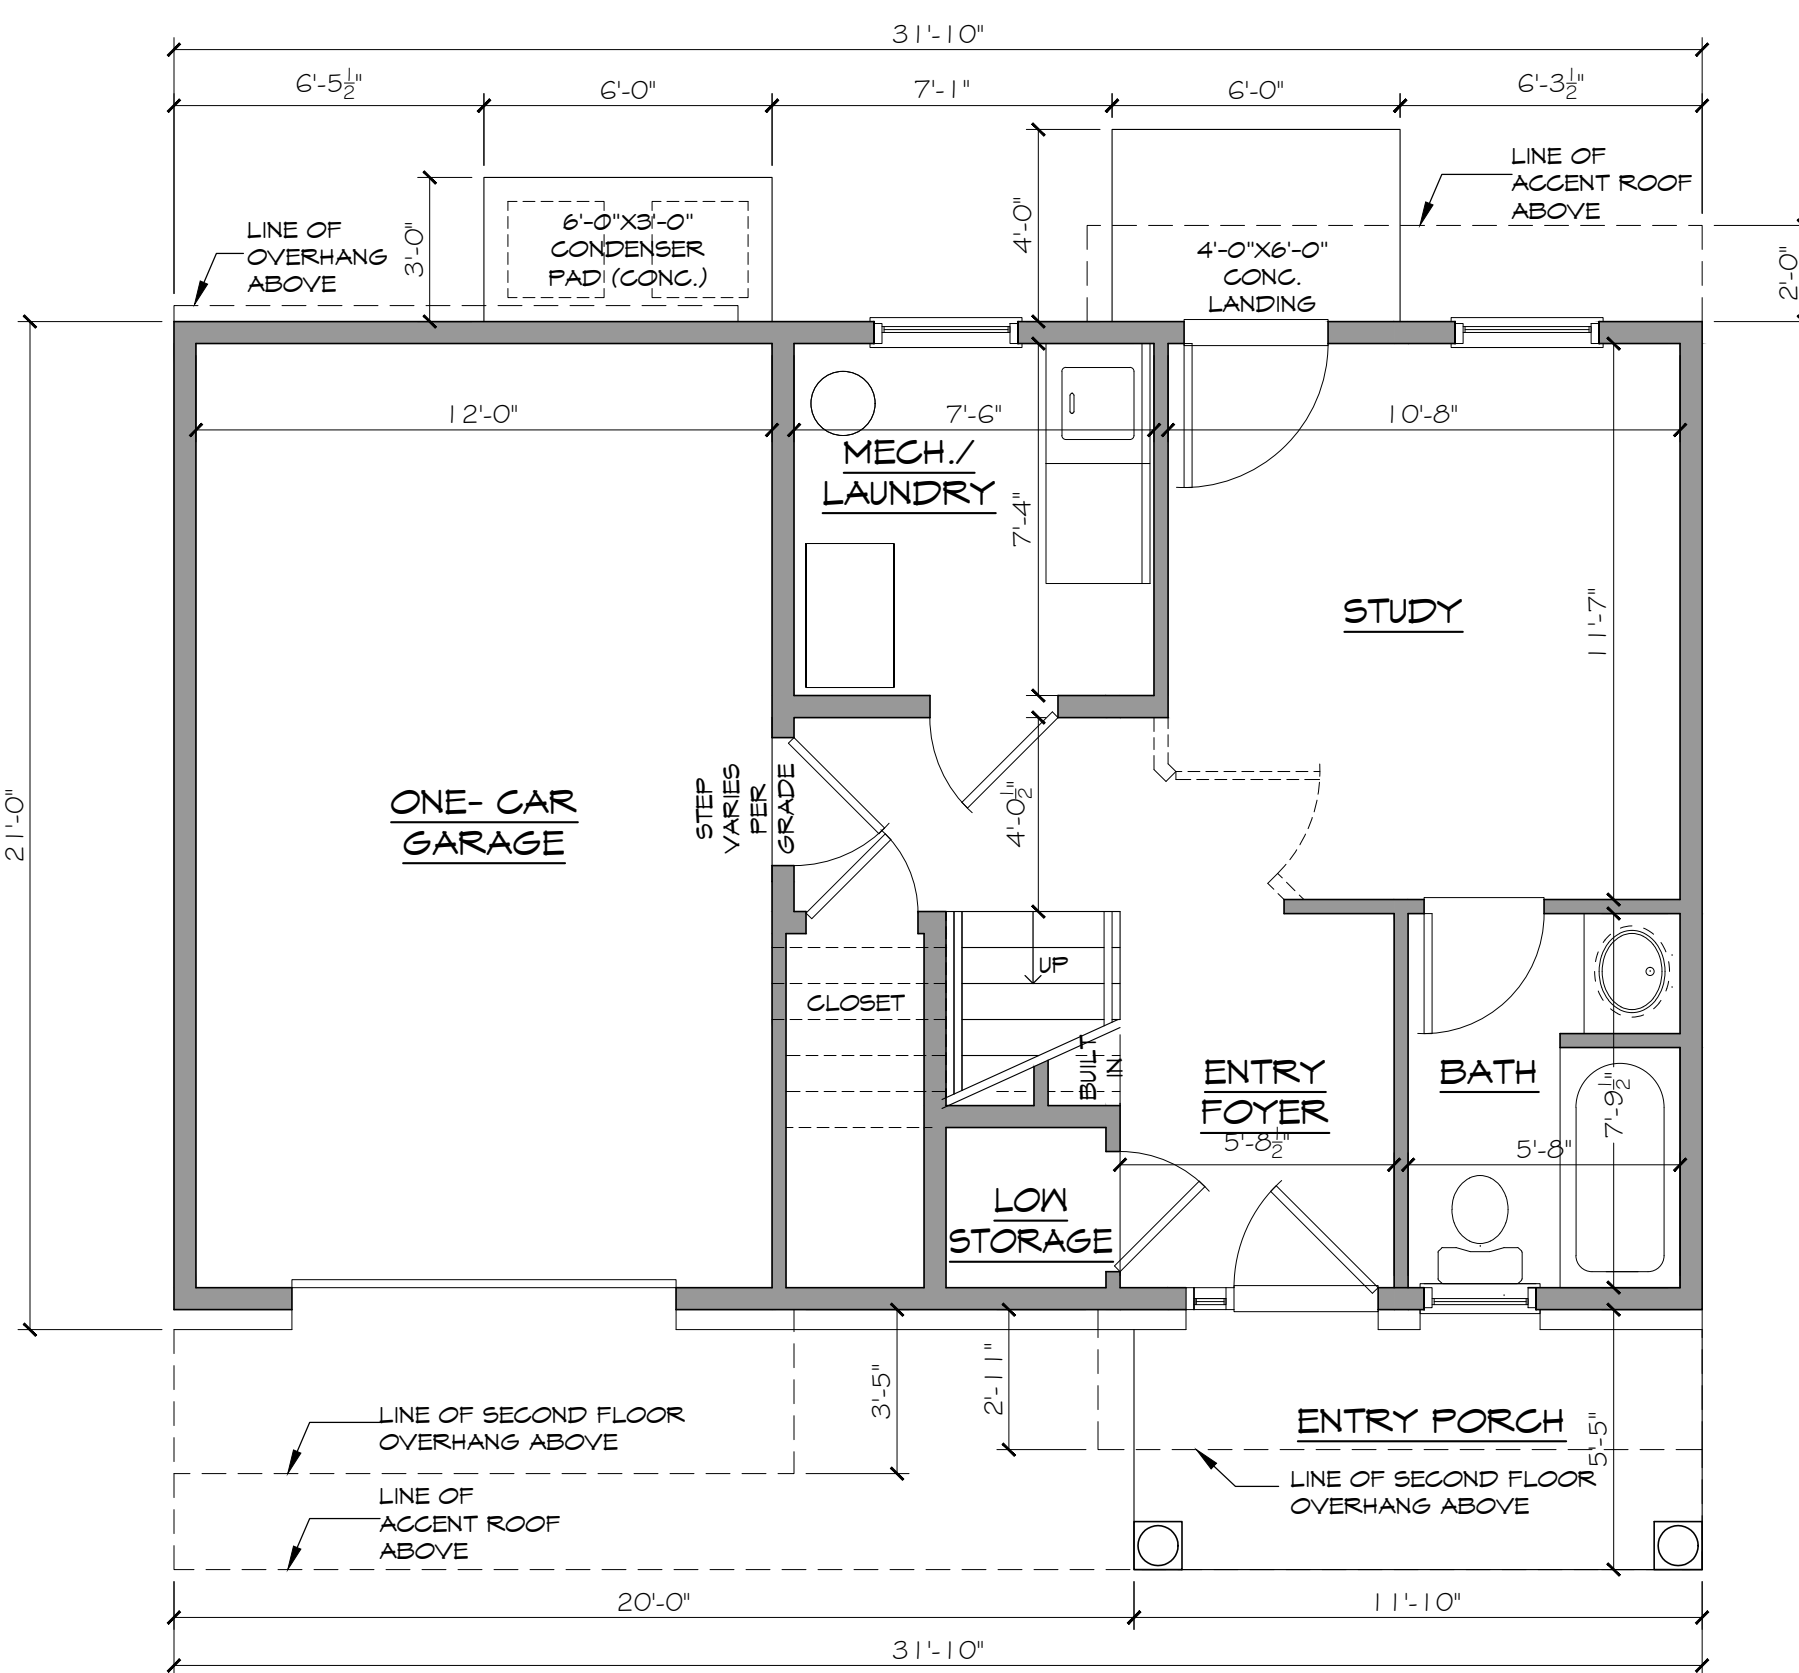 31'-10"
6'-5½"
6'-0"
7'-1"
6'-0"
6'-3½"
LINE OF
ACCENT ROOF
ABOVE
LINE OF
OVERHANG
ABOVE
3'-0"
6'-0"X3'-0"
CONDENSER
PAD (CONC.)
4'-0"
4'-0"X6'-0"
CONC.
LANDING
2'-0"
12'-0"
7'-6"
10'-8"
MECH./
LAUNDRY
7'-4"
STUDY
11'-7"
21'-0"
ONE- CAR
GARAGE
STEP
VARIES
PER
GRADE
4'-0½"
UP
CLOSET
BUILT
IN
ENTRY
FOYER
5'-8½"
BATH
7'-9½"
5'-8"
LOW
STORAGE
3'-5"
2'-11"
LINE OF SECOND FLOOR
OVERHANG ABOVE
ENTRY PORCH
5'-5"
LINE OF SECOND FLOOR
OVERHANG ABOVE
LINE OF
ACCENT ROOF
ABOVE
20'-0"
11'-10"
31'-10"